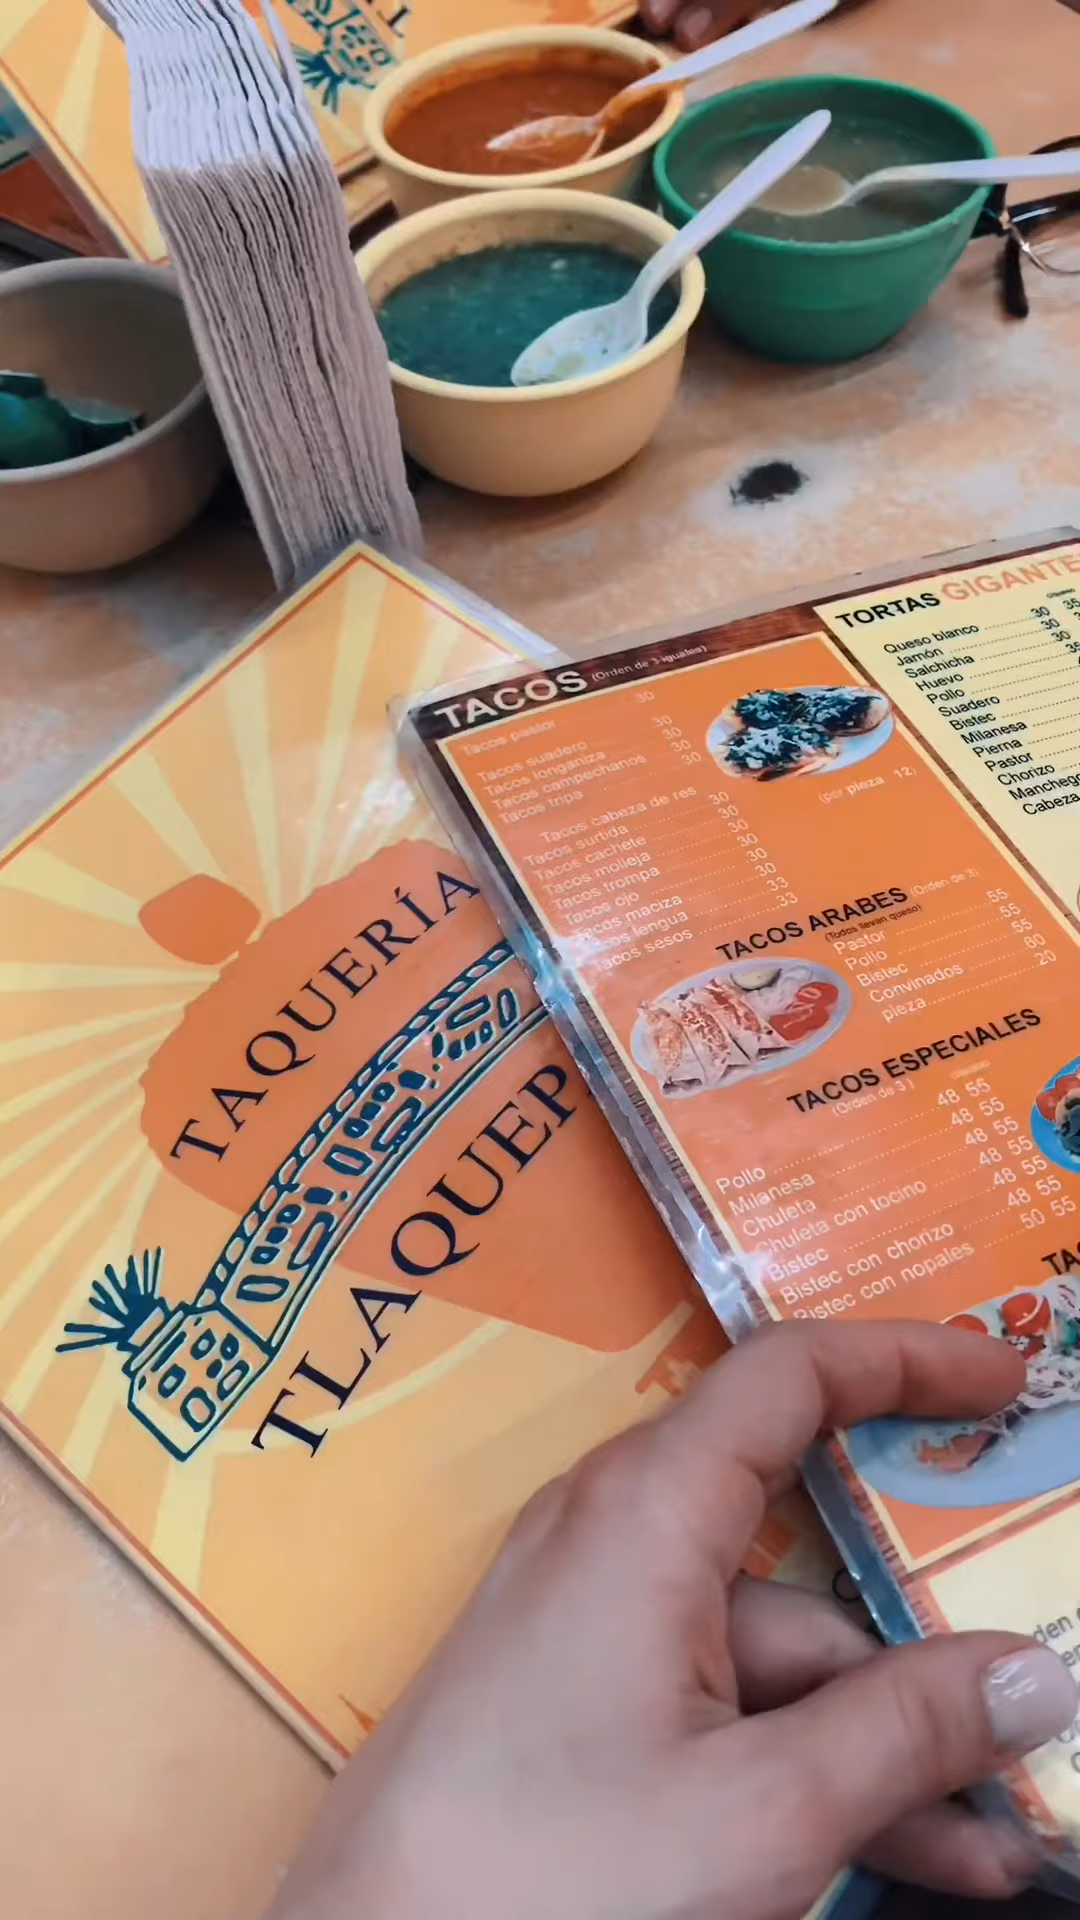 TAQUERÍA
TLAQUEP
TACOS (Orden de 3 iguales)
Tacos pastor 30
Tacos suadero 30
Tacos longaniza 30
Tacos campechanos 30
Tacos tripa 30
(por pieza 12)
Tacos cabeza de res
Tacos surtida 30
Tacos cachete 30
Tacos molleja 30
Tacos trompa 30
Tacos ojo 30
Tacos maciza 30
Tacos lengua 33
Tacos sesos 33
TACOS ARABES (Orden de 3)
(Todos llevan queso)
Pastor 55
Pollo 55
Bistec 55
Convinados 60
pieza 20
TACOS ESPECIALES
(Orden de 3)
Pollo 48 55
Milanesa 48 55
Chuleta 48 55
Chuleta con tocino 48 55
Bistec 48 55
Bistec con chorizo 48 55
Bistec con nopales 50 55
TORTAS GIGANTE
Queso blanco 30 35
Jamón 30
Salchicha 30
Huevo
Pollo
Suadero
Bistec
Milanesa
Pierna
Pastor
Chorizo
Mancheg
Cabeza